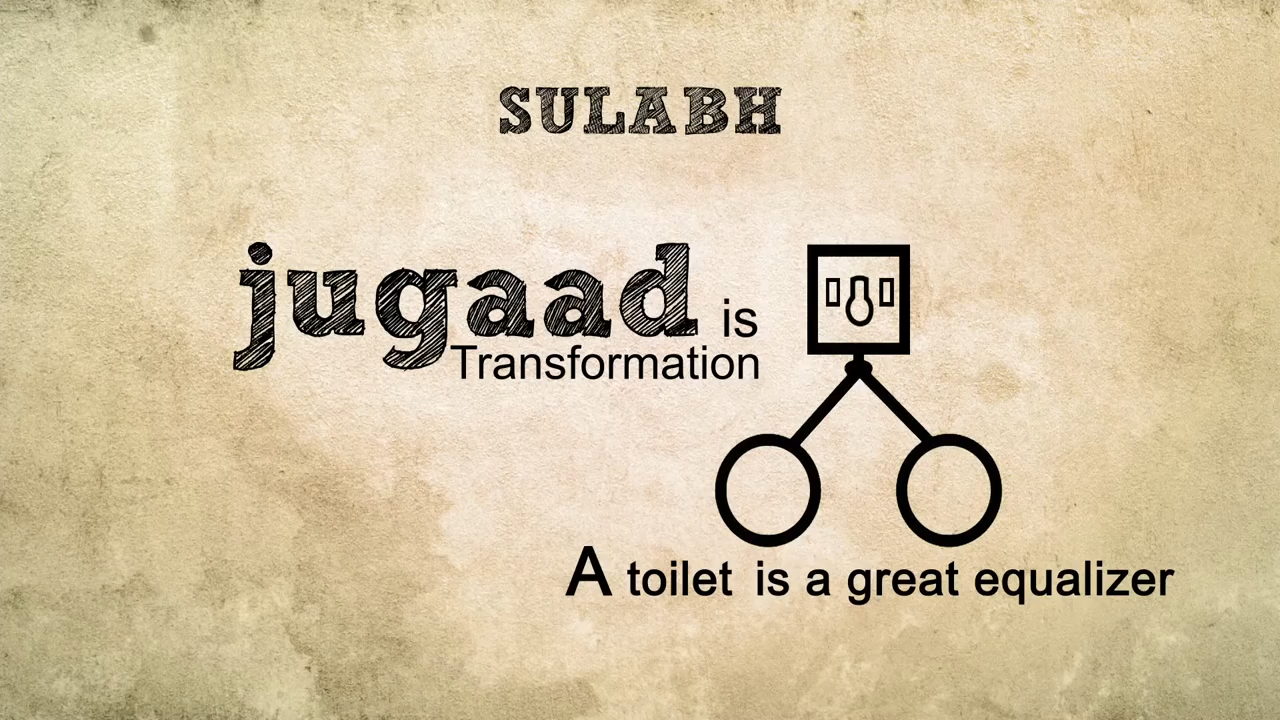 SULABH
jugaad is
Transformation
A toilet is a great equalizer